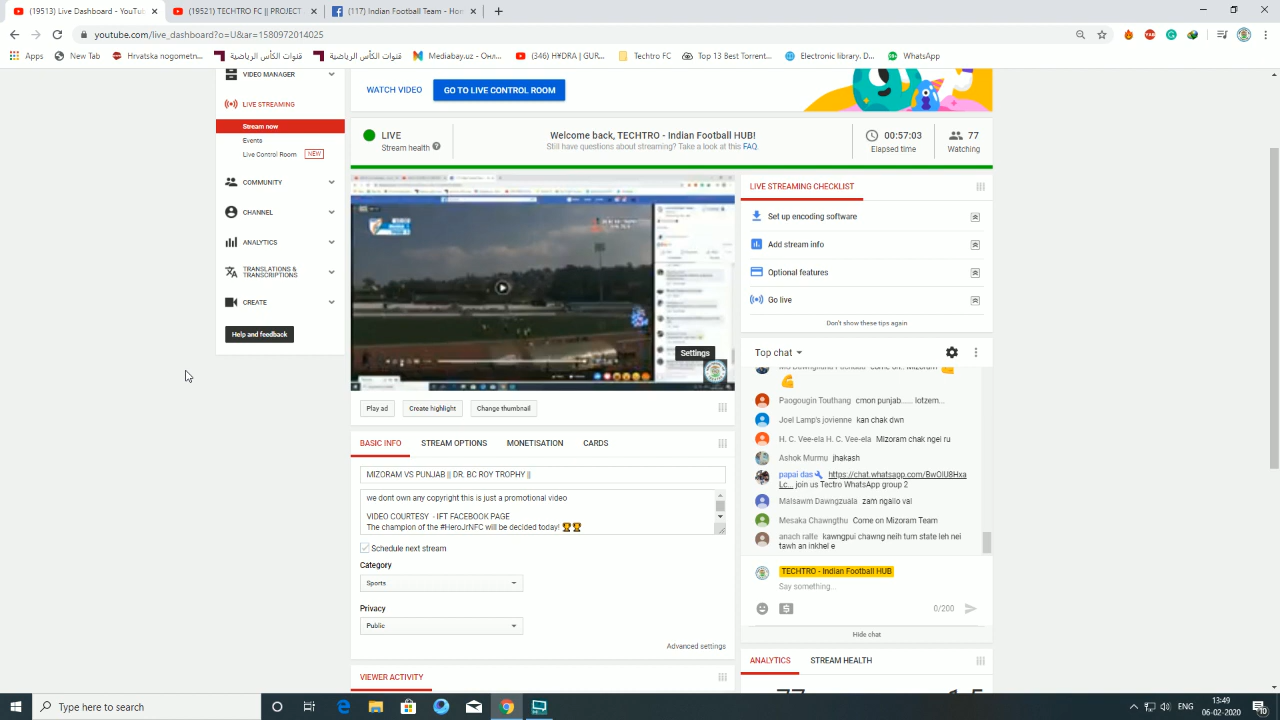 (19513) Live Dashboard - YouTu
(19521) TECHTRO FC || PROJECT
(117) Indian Football Team - Hom
youtube.com/live_dashboard?o=U&ar=1580972014025
Apps
New Tab
Hrvatske nogometn...
قنوات الكأس الرياضية
قنوات الكأس الرياضية
Mediabay.uz - Онла...
(346) H¥DRA | GUR...
Techtro FC
Top 13 Best Torrent...
Electronic library. D...
WhatsApp
VIDEO MANAGER
LIVE STREAMING
Stream now
Events
Live Control Room NEW
COMMUNITY
CHANNEL
ANALYTICS
TRANSLATIONS &
TRANSCRIPTIONS
CREATE
Help and feedback
WATCH VIDEO
GO TO LIVE CONTROL ROOM
LIVE
Stream health
Welcome back, TECHTRO - Indian Football HUB!
Still have questions about streaming? Take a look at this FAQ.
00:57:03
Elapsed time
77
Watching
Settings
Play ad
Create highlight
Change thumbnail
BASIC INFO
STREAM OPTIONS
MONETISATION
CARDS
MIZORAM VS PUNJAB || DR. BC ROY TROPHY ||
we dont own any copyright this is just a promotional video
VIDEO COURTESY - IFT FACEBOOK PAGE
The champion of the #HeroJrNFC will be decided today! 🏆🏆
Schedule next stream
Category
Sports
Privacy
Public
Advanced settings
VIEWER ACTIVITY
LIVE STREAMING CHECKLIST
Set up encoding software
Add stream info
Optional features
Go live
Don't show these tips again
Top chat
💪
Paogougin Touthang cmon punjab...... lotzem...
Joel Lamp's jovienne kan chak dwn
H. C. Vee-ela H. C. Vee-ela Mizoram chak ngei ru
Ashok Murmu jhakash
papai das https://chat.whatsapp.com/BwOlU8Hxa
Lc... join us Tectro WhatsApp group 2
Malsawm Dawngzuala zam ngailo vai
Mesaka Chawngthu Come on Mizoram Team
anach ralte kawngpui chawng neih tum state leh nei
tawh an inkhel e
TECHTRO - Indian Football HUB
Say something...
0/200
Hide chat
ANALYTICS
STREAM HEALTH
Type here to search
ENG
13:49
06-02-2020
12